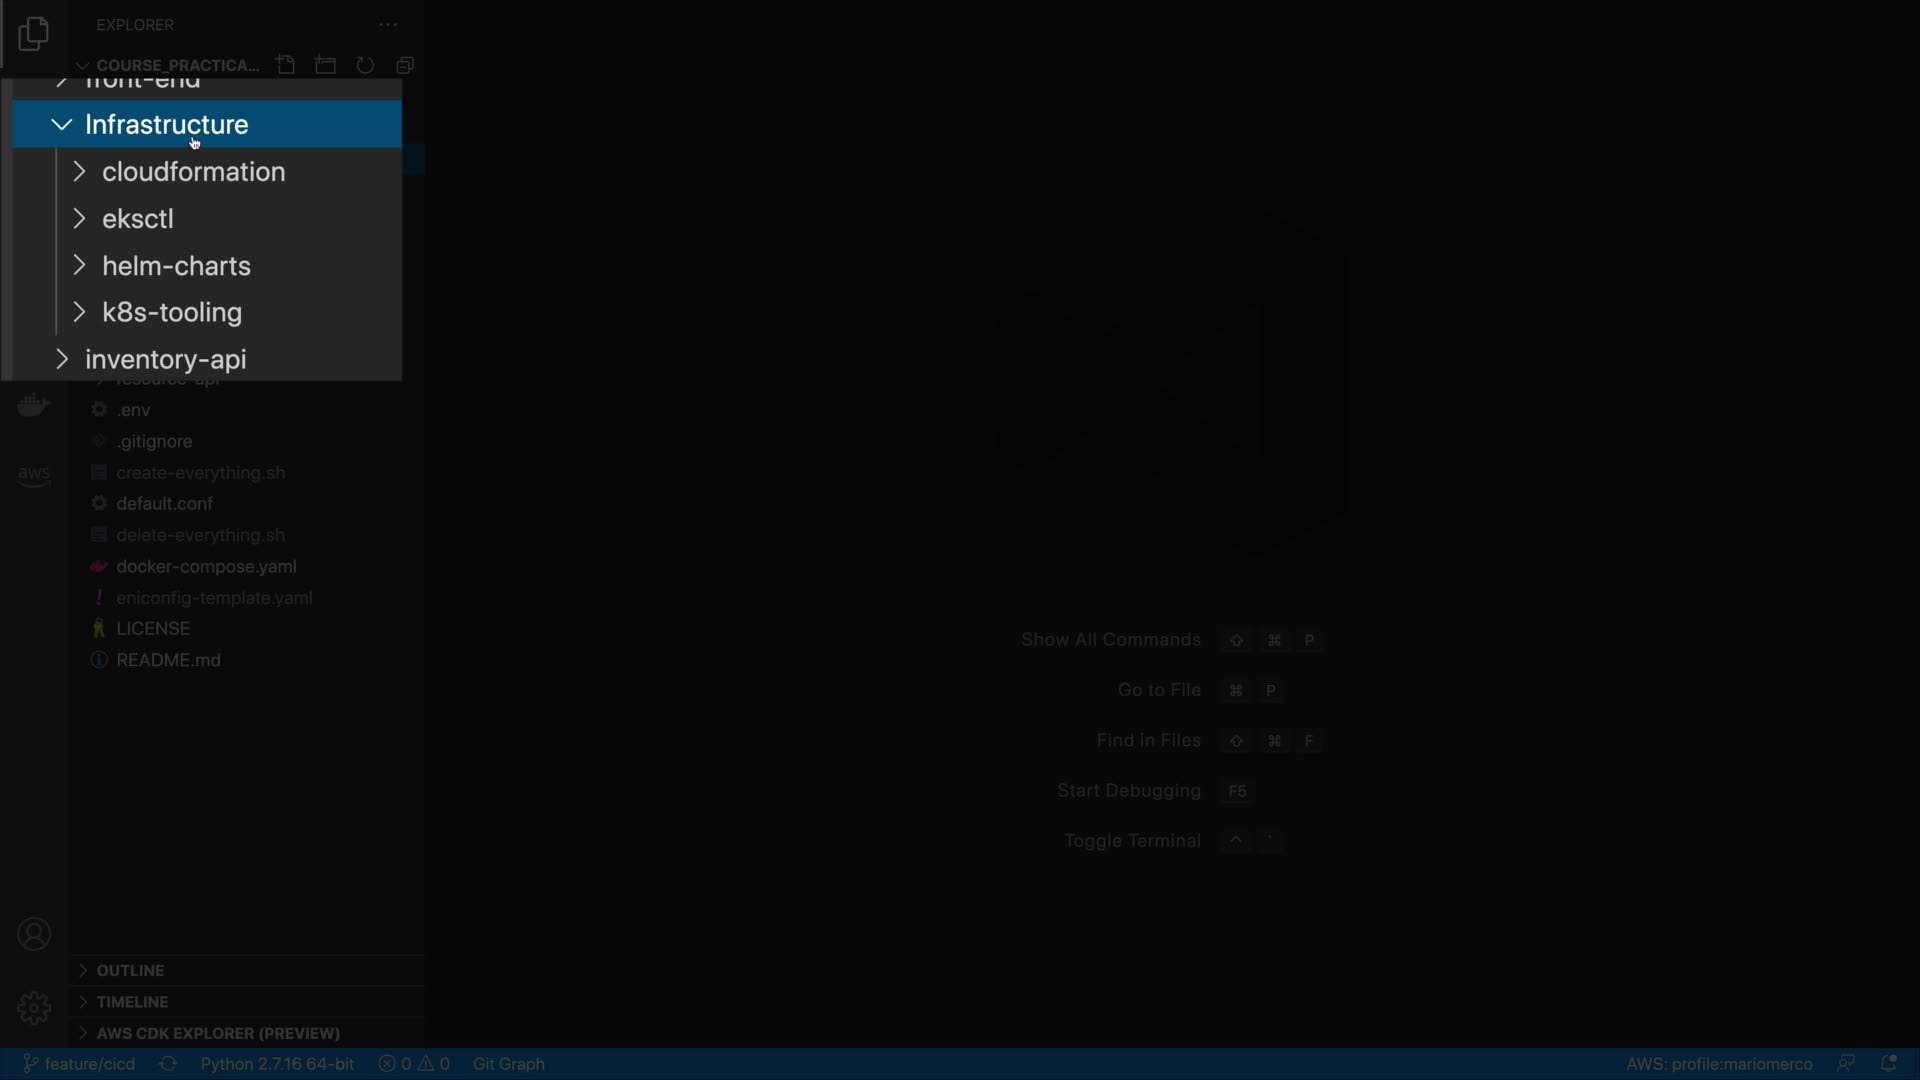 EXPLORER
COURSE_PRACTICA...
front-end
Infrastructure
cloudformation
eksctl
helm-charts
k8s-tooling
inventory-api
resource-api
.env
.gitignore
create-everything.sh
default.conf
delete-everything.sh
docker-compose.yaml
! eniconfig-template.yaml
LICENSE
README.md
aws
Show All Commands ⇧ ⌘ P
Go to File ⌘ P
Find in Files ⇧ ⌘ F
Start Debugging F5
Toggle Terminal ^ `
OUTLINE
TIMELINE
AWS CDK EXPLORER (PREVIEW)
feature/cicd Python 2.7.16 64-bit 0 0 Git Graph AWS: profile:mariomerco